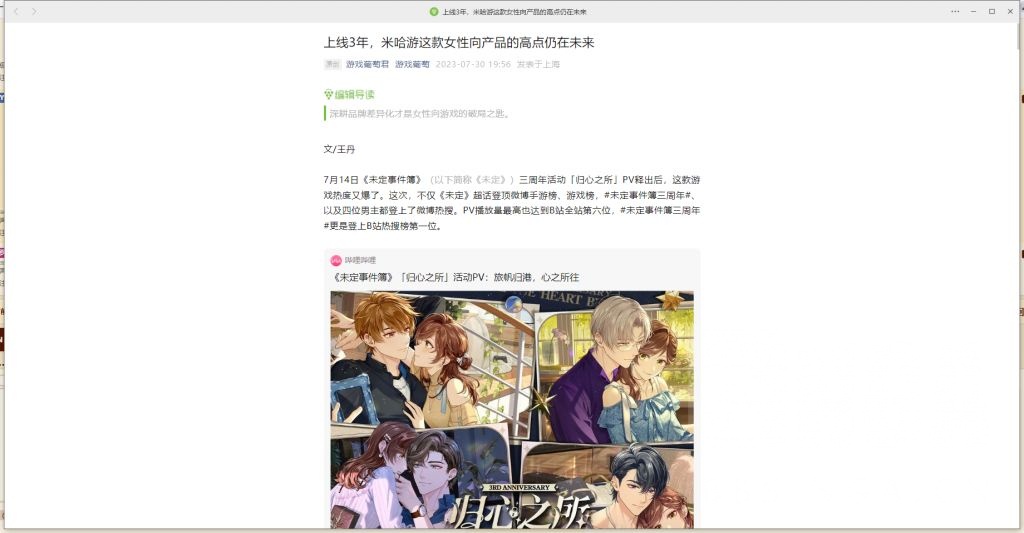 上线3年，米哈游这款女性向产品的高点仍在未来
上线3年，米哈游这款女性向产品的高点仍在未来
原创 游戏葡萄君 游戏葡萄 2023-07-30 19:56 发表于上海
编辑导读
深耕品牌差异化才是女性向游戏的破局之匙。
文/王丹
7月14日《未定事件簿》（以下简称《未定》）三周年活动「归心之所」PV释出后，这款游
戏热度又爆了。这次，不仅《未定》超话登顶微博手游榜、游戏榜，#未定事件簿三周年#、
以及四位男主都登上了微博热搜。PV播放量最高也达到B站全站第六位，#未定事件簿三周年
#更是登上B站热搜榜第一位。
哔哩哔哩
《未定事件簿》「归心之所」活动PV：旅帆归港，心之所往
THE HEART
3RD ANNIVERSARY
归心之所